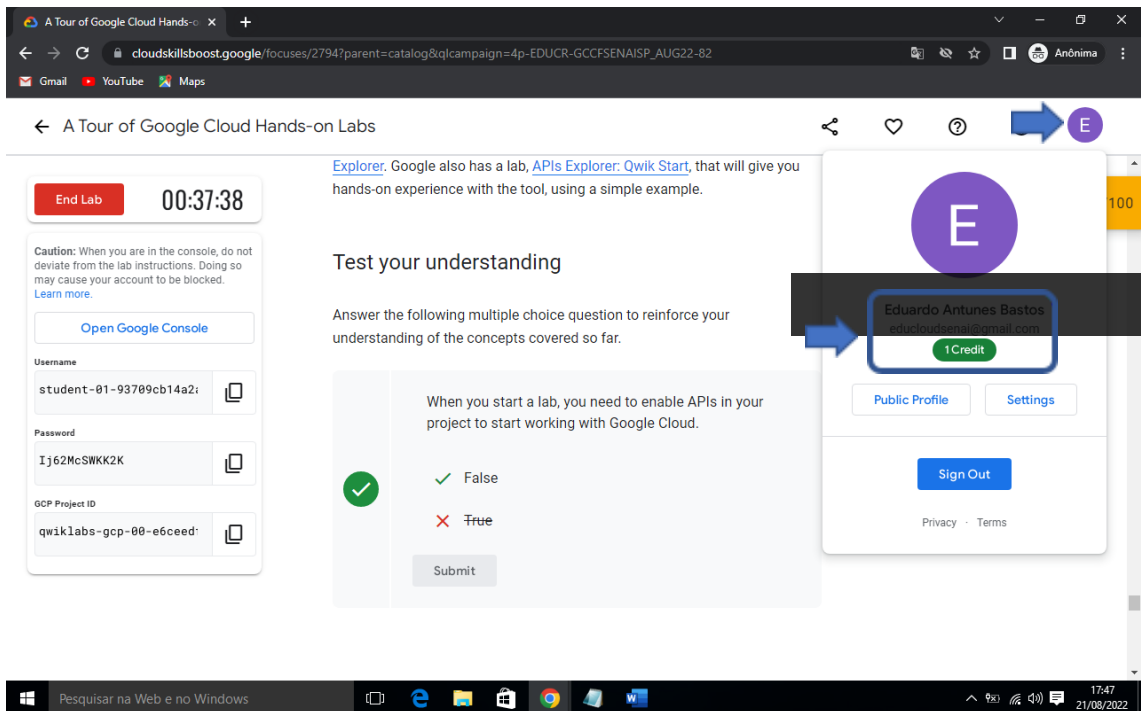 A Tour of Google Cloud Hands-o
cloudskillsboost.google/focuses/2794?parent=catalog&qlcampaign=4p-EDUCR-GCCFSENAISP_AUG22-82
Anônima
Gmail
YouTube
Maps
A Tour of Google Cloud Hands-on Labs
E
End Lab
00:37:38
Caution: When you are in the console, do not
deviate from the lab instructions. Doing so
may cause your account to be blocked.
Learn more.
Open Google Console
Username
student-01-93709cb14a2
Password
Ij62McSWKK2K
GCP Project ID
qwiklabs-gcp-00-e6ceed
Explorer. Google also has a lab, APIs Explorer: Qwik Start, that will give you
hands-on experience with the tool, using a simple example.
Test your understanding
Answer the following multiple choice question to reinforce your
understanding of the concepts covered so far.
When you start a lab, you need to enable APIs in your
project to start working with Google Cloud.
False
True
Submit
/100
E
Eduardo Antunes Bastos
educloudsenai@gmail.com
1 Credit
Public Profile
Settings
Sign Out
Privacy · Terms
Pesquisar na Web e no Windows
17:47
21/08/2022